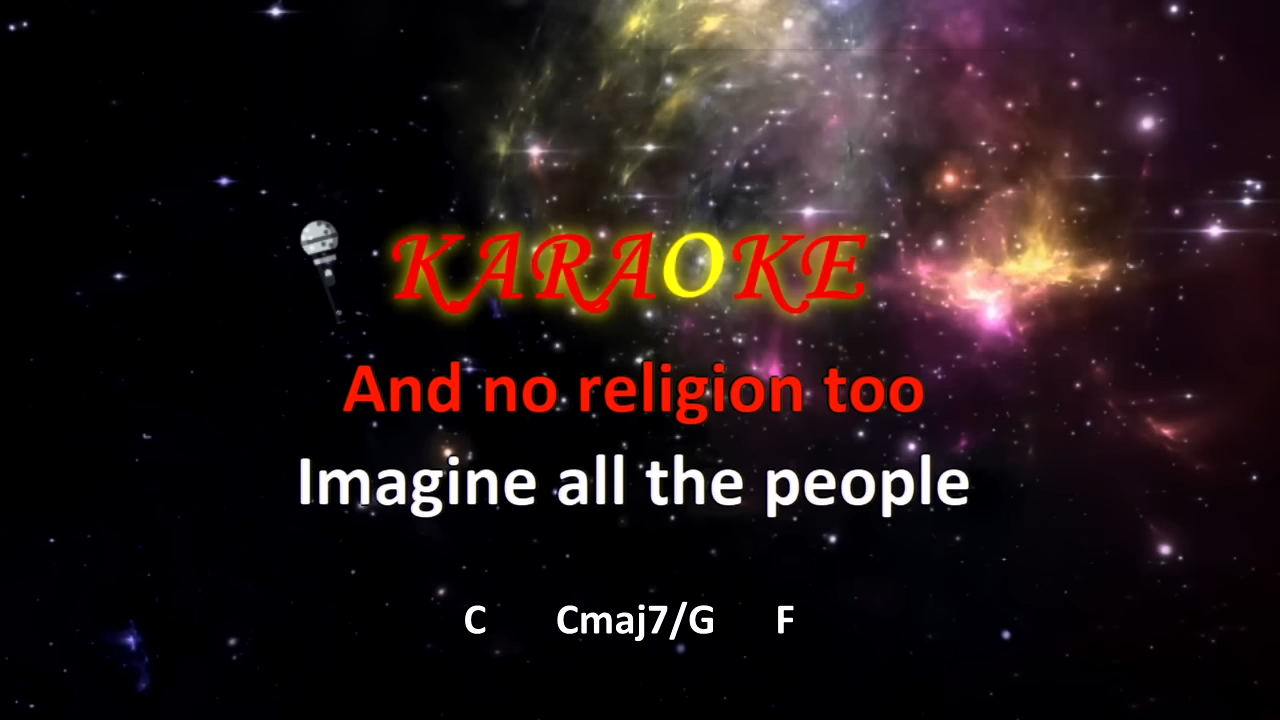 KARAOKE
And no religion too
Imagine all the people
C Cmaj7/G F